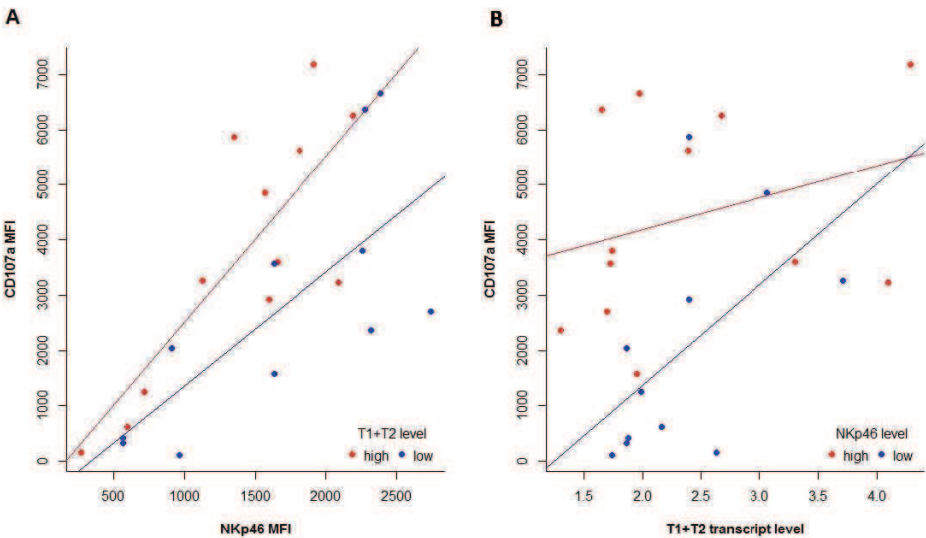 A
CD107a MFI
7000
6000
5000
4000
3000
2000
1000
0
500 1000 1500 2000 2500
NKp46 MFI
T1+T2 level
high low
B
CD107a MFI
7000
6000
5000
4000
3000
2000
1000
0
1.5 2.0 2.5 3.0 3.5 4.0
T1+T2 transcript level
NKp46 level
high low